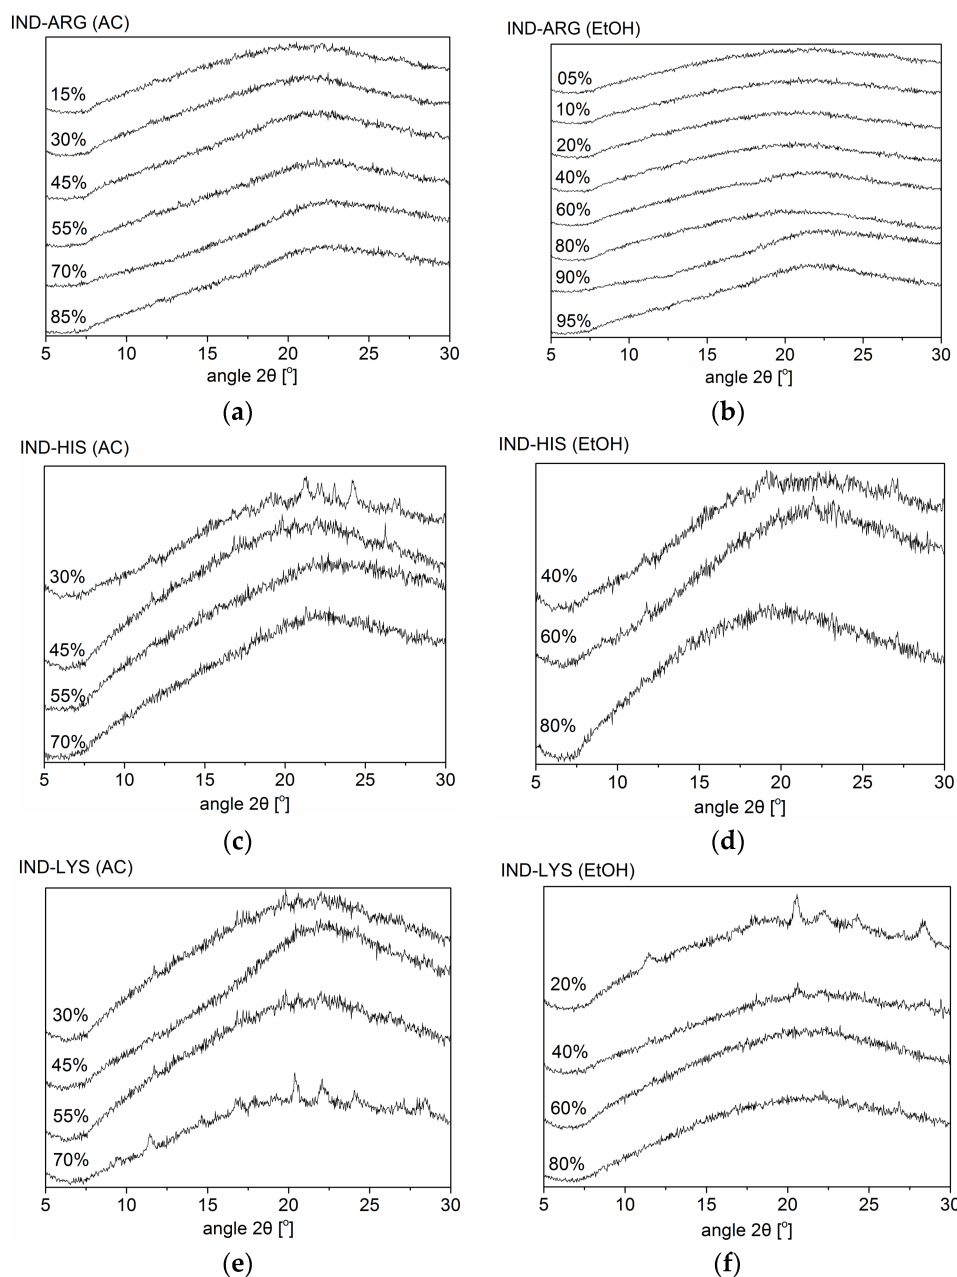 IND-ARG (AC)
15%
30%
45%
55%
70%
85%
5 10 15 20 25 30
angle 2θ [°]
(a)
IND-ARG (EtOH)
05%
10%
20%
40%
60%
80%
90%
95%
5 10 15 20 25 30
angle 2θ [°]
(b)
IND-HIS (AC)
30%
45%
55%
70%
5 10 15 20 25 30
angle 2θ [°]
(c)
IND-HIS (EtOH)
40%
60%
80%
5 10 15 20 25 30
angle 2θ [°]
(d)
IND-LYS (AC)
30%
45%
55%
70%
5 10 15 20 25 30
angle 2θ [°]
(e)
IND-LYS (EtOH)
20%
40%
60%
80%
5 10 15 20 25 30
angle 2θ [°]
(f)